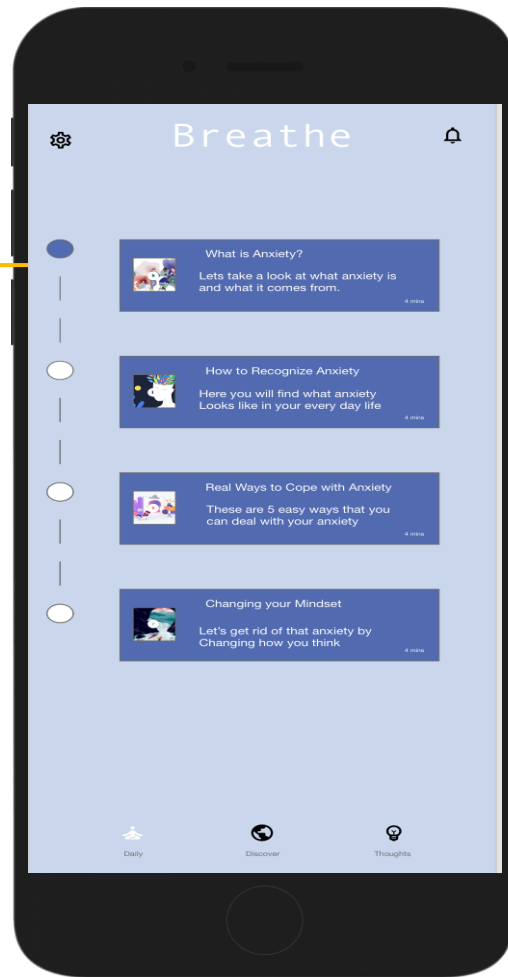 Breathe
What is Anxiety?
Lets take a look at what anxiety is
and what it comes from.
4 mins
How to Recognize Anxiety
Here you will find what anxiety
Looks like in your every day life
4 mins
Real Ways to Cope with Anxiety
These are 5 easy ways that you
can deal with your anxiety
4 mins
Changing your Mindset
Let's get rid of that anxiety by
Changing how you think
4 mins
Daily
Discover
Thoughts